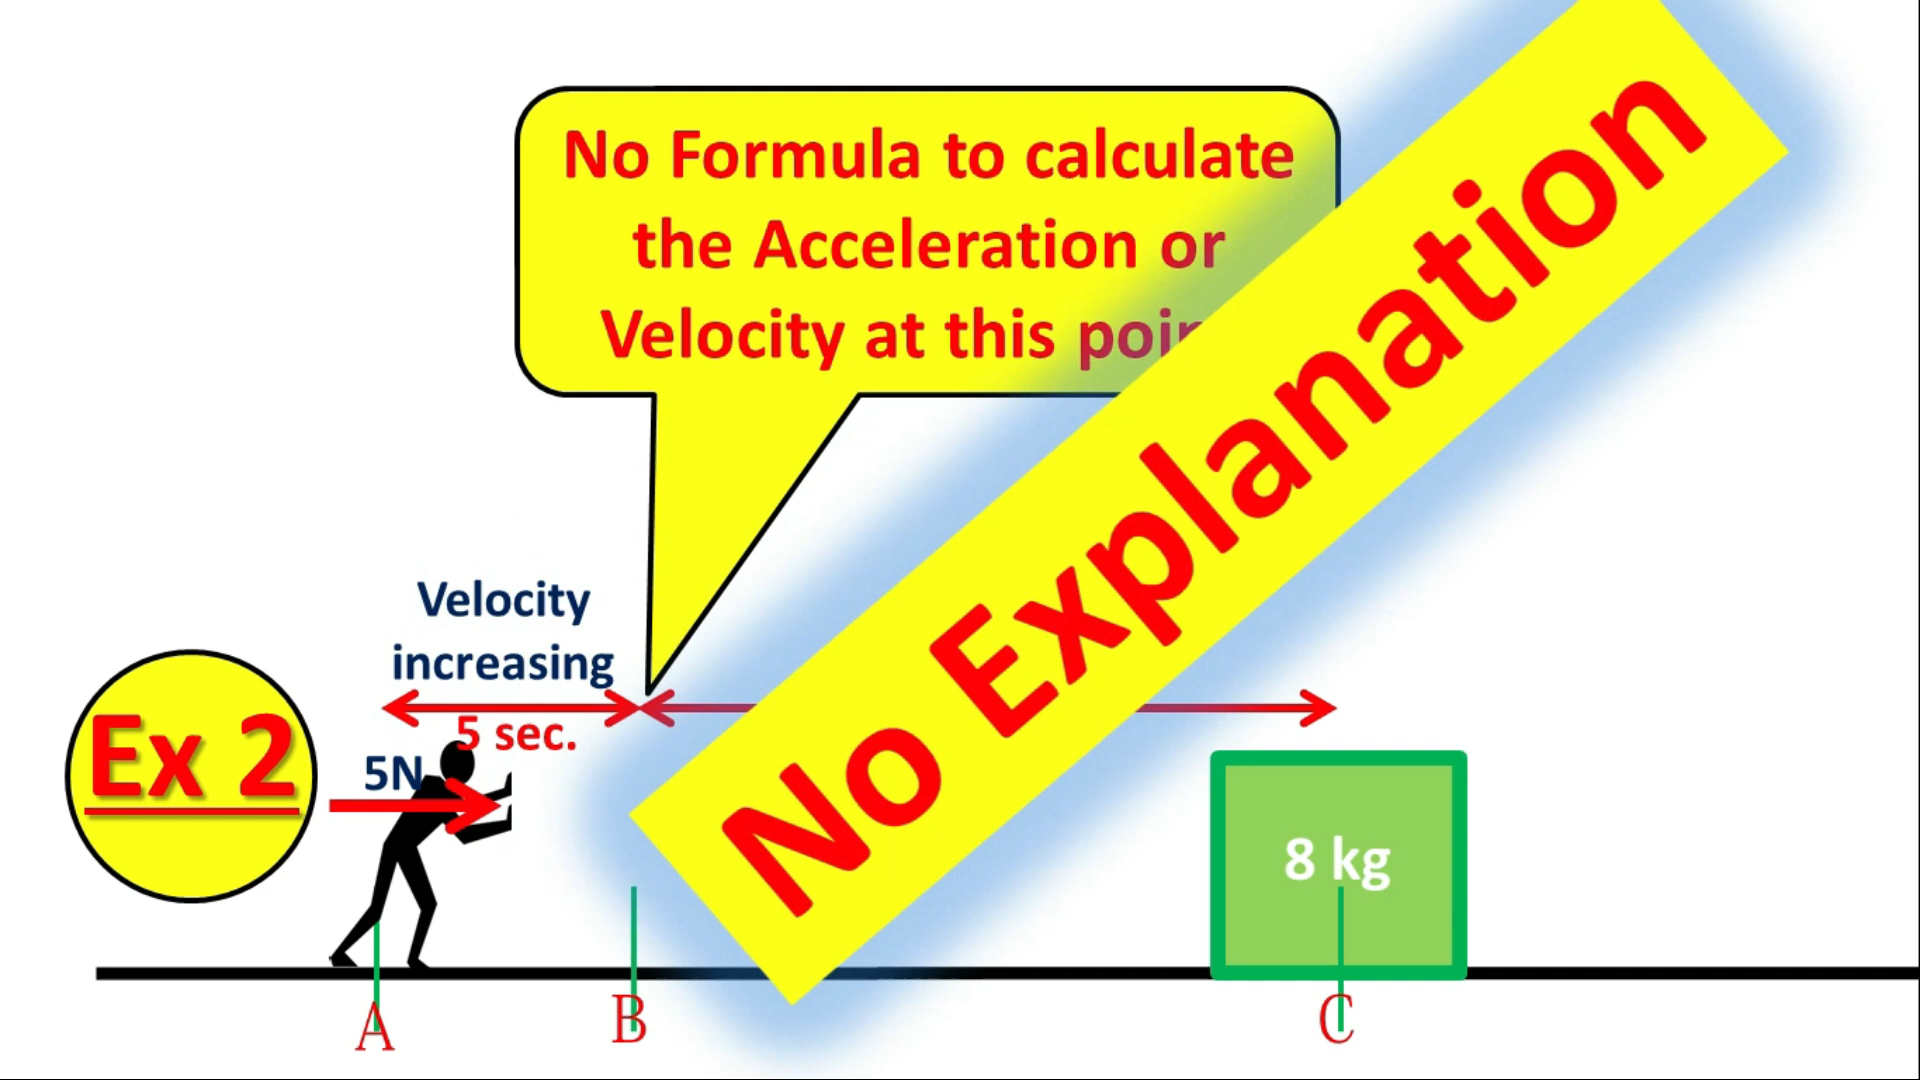 No Formula to calculate
the Acceleration or
Velocity at this
No Explanation
Velocity
increasing
5 sec.
Ex 2
5N
8 kg
A
B
C